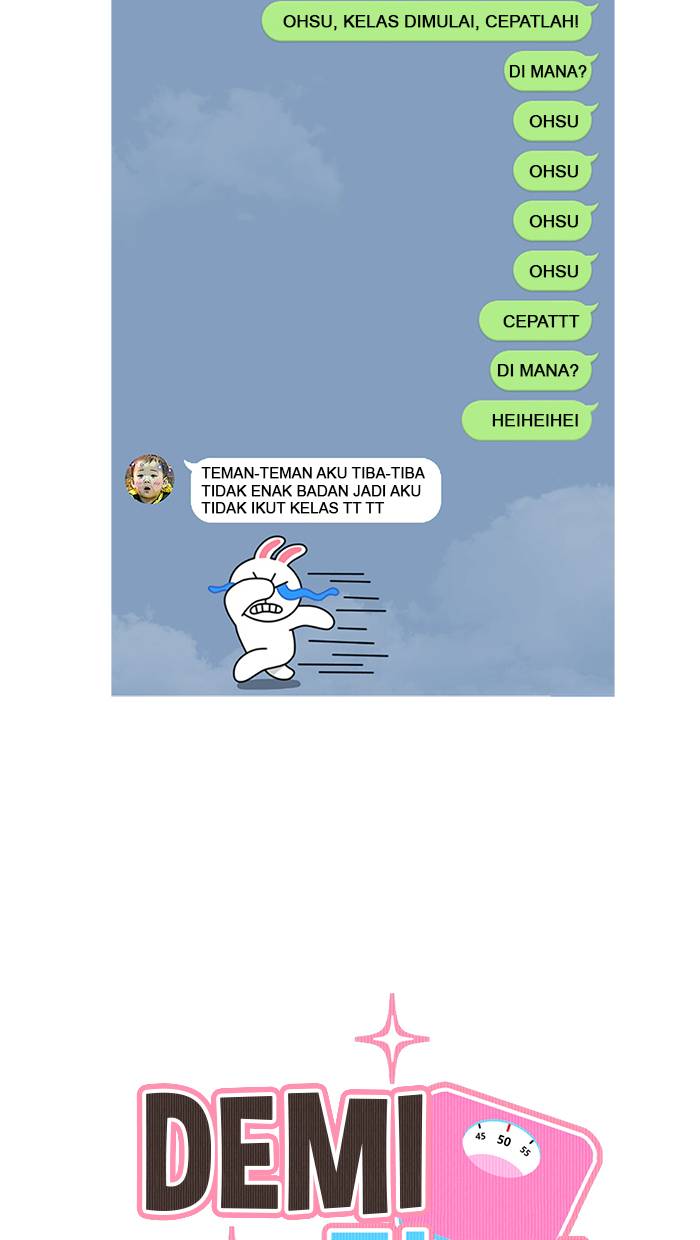 OHSU, KELAS DIMULAI, CEPATLAH!
DI MANA?
OHSU
OHSU
OHSU
OHSU
CEPATTT
DI MANA?
HEIHEIHEI
TEMAN-TEMAN AKU TIBA-TIBA
TIDAK ENAK BADAN JADI AKU
TIDAK IKUT KELAS TT TT
DEMI
45 50 55